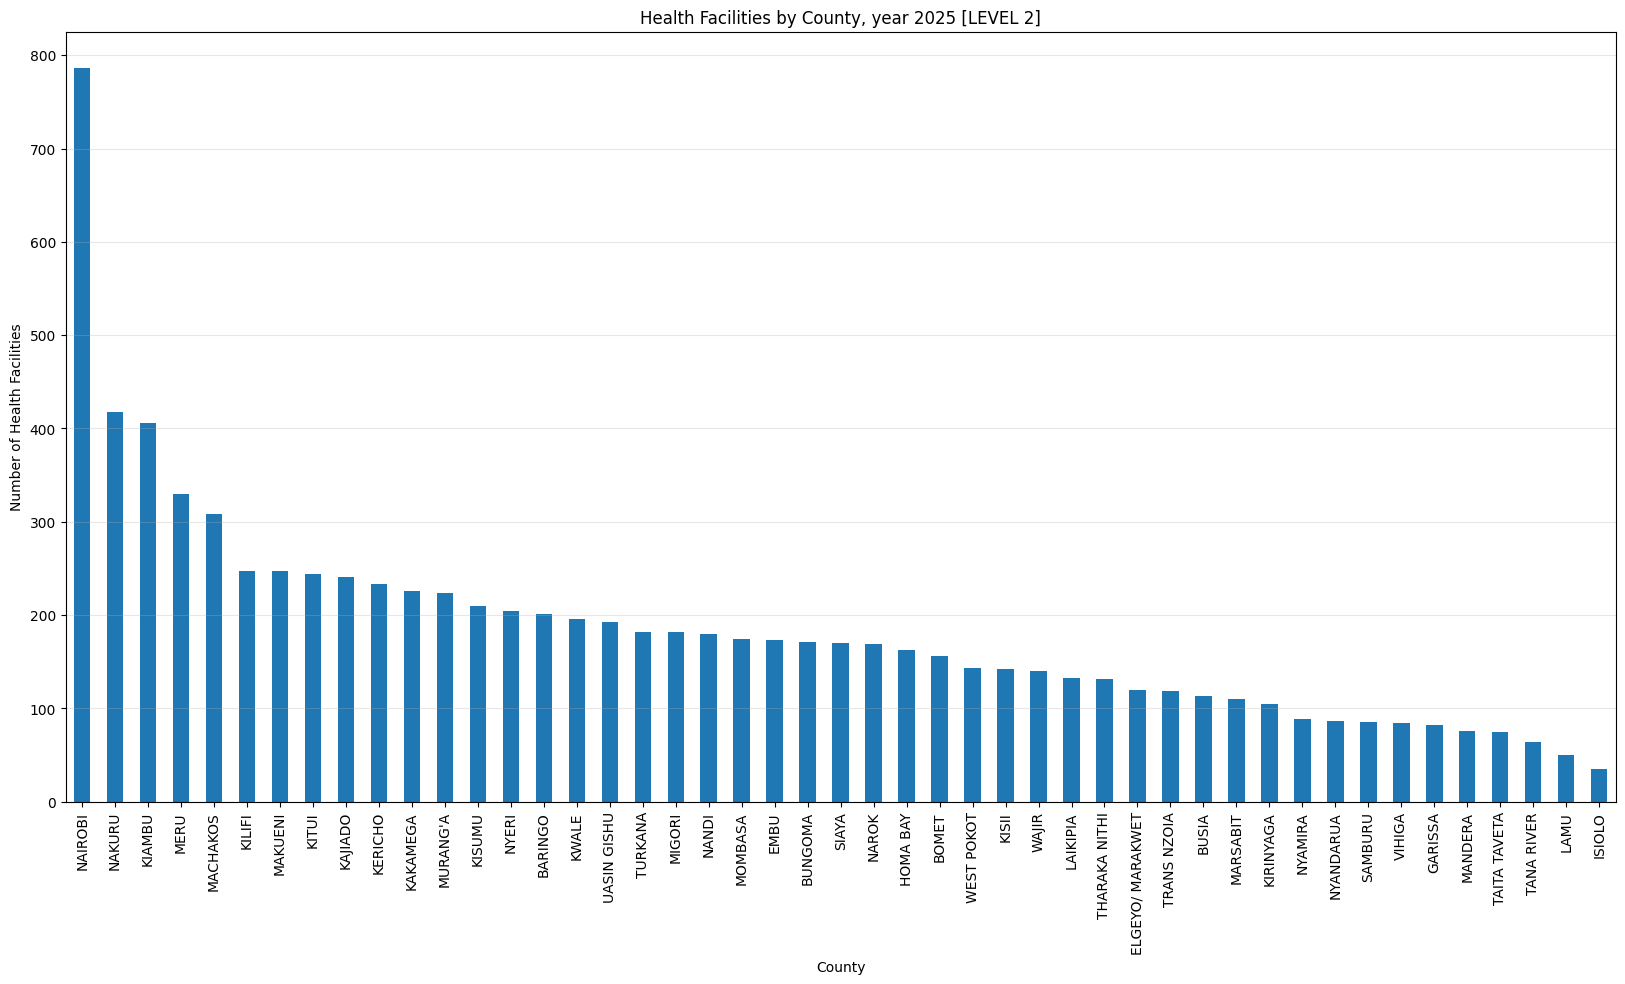 Health Facilities by County, year 2025 [LEVEL 2]
Number of Health Facilities
800
700
600
500
400
300
200
100
0
NAIROBI
NAKURU
KIAMBU
MERU
MACHAKOS
KILIFI
MAKUENI
KITUI
KAJIADO
KERICHO
KAKAMEGA
MURANG'A
KISUMU
NYERI
BARINGO
KWALE
UASIN GISHU
TURKANA
MIGORI
NANDI
MOMBASA
EMBU
BUNGOMA
SIAYA
NAROK
HOMA BAY
BOMET
WEST POKOT
KISII
WAJIR
LAIKIPIA
THARAKA NITHI
ELGEYO/ MARAKWET
TRANS NZOIA
BUSIA
MARSABIT
KIRINYAGA
NYAMIRA
NYANDARUA
SAMBURU
VIHIGA
GARISSA
MANDERA
TAITA TAVETA
TANA RIVER
LAMU
ISIOLO
County